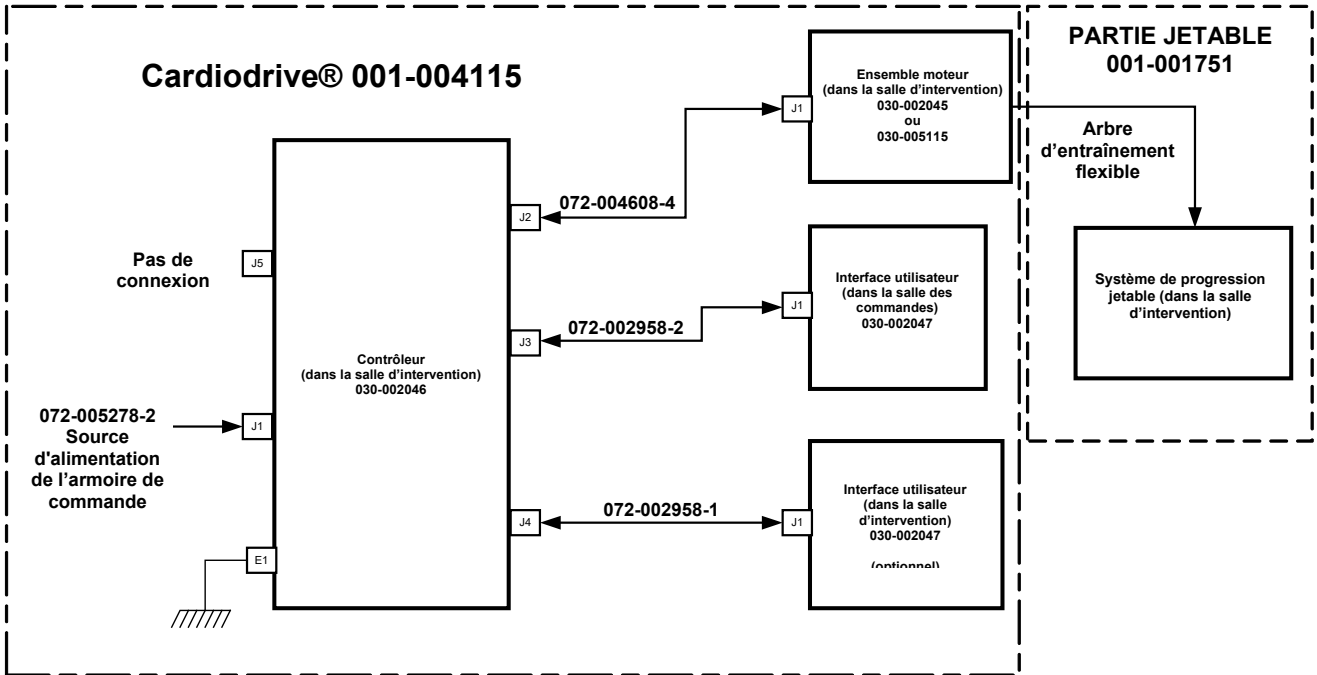 Cardiodrive® 001-004115
PARTIE JETABLE
001-001751
Ensemble moteur
(dans la salle d'intervention)
030-002045
ou
030-005115
J1
Arbre
d'entraînement
flexible
072-004608-4
J2
Pas de
connexion
J5
Interface utilisateur
(dans la salle des
commandes)
030-002047
J1
Système de progression
jetable (dans la salle
d'intervention)
072-002958-2
J3
Contrôleur
(dans la salle d'intervention)
030-002046
072-005278-2
Source
d'alimentation
de l'armoire de
commande
J1
Interface utilisateur
(dans la salle
d'intervention)
030-002047
(optionnel)
072-002958-1
J4
J1
E1